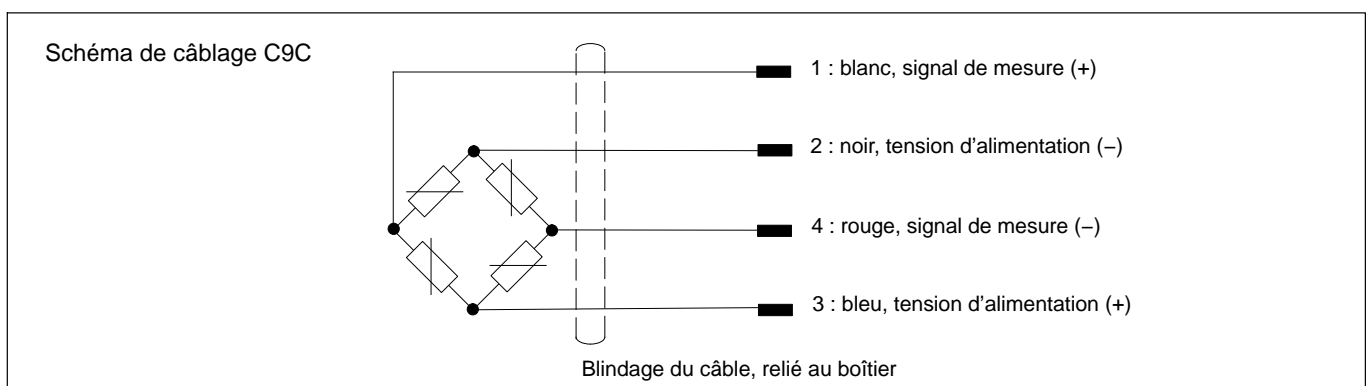 Schéma de câblage C9C
1 : blanc, signal de mesure (+)
2 : noir, tension d’alimentation (−)
4 : rouge, signal de mesure (−)
3 : bleu, tension d’alimentation (+)
Blindage du câble, relié au boîtier